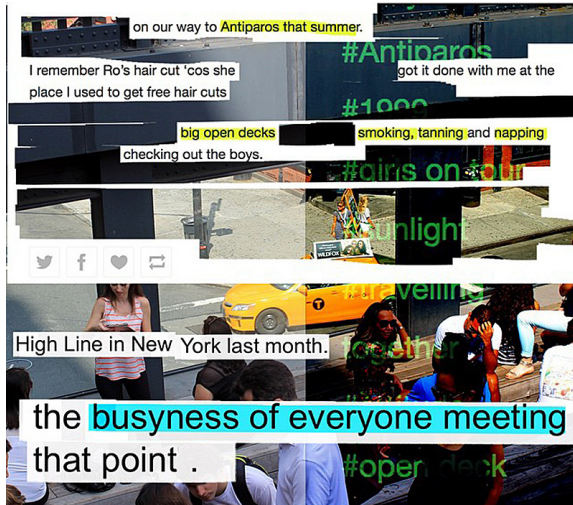 on our way to Antiparos that summer.
#Antiparos
I remember Ro's hair cut 'cos she got it done with me at the
place I used to get free hair cuts
#1999
big open decks smoking, tanning and napping
checking out the boys.
#girls on tour
#sunlight
WILDFOX
#travelling
T
High Line in New York last month.
together
the busyness of everyone meeting
that point .
#open deck